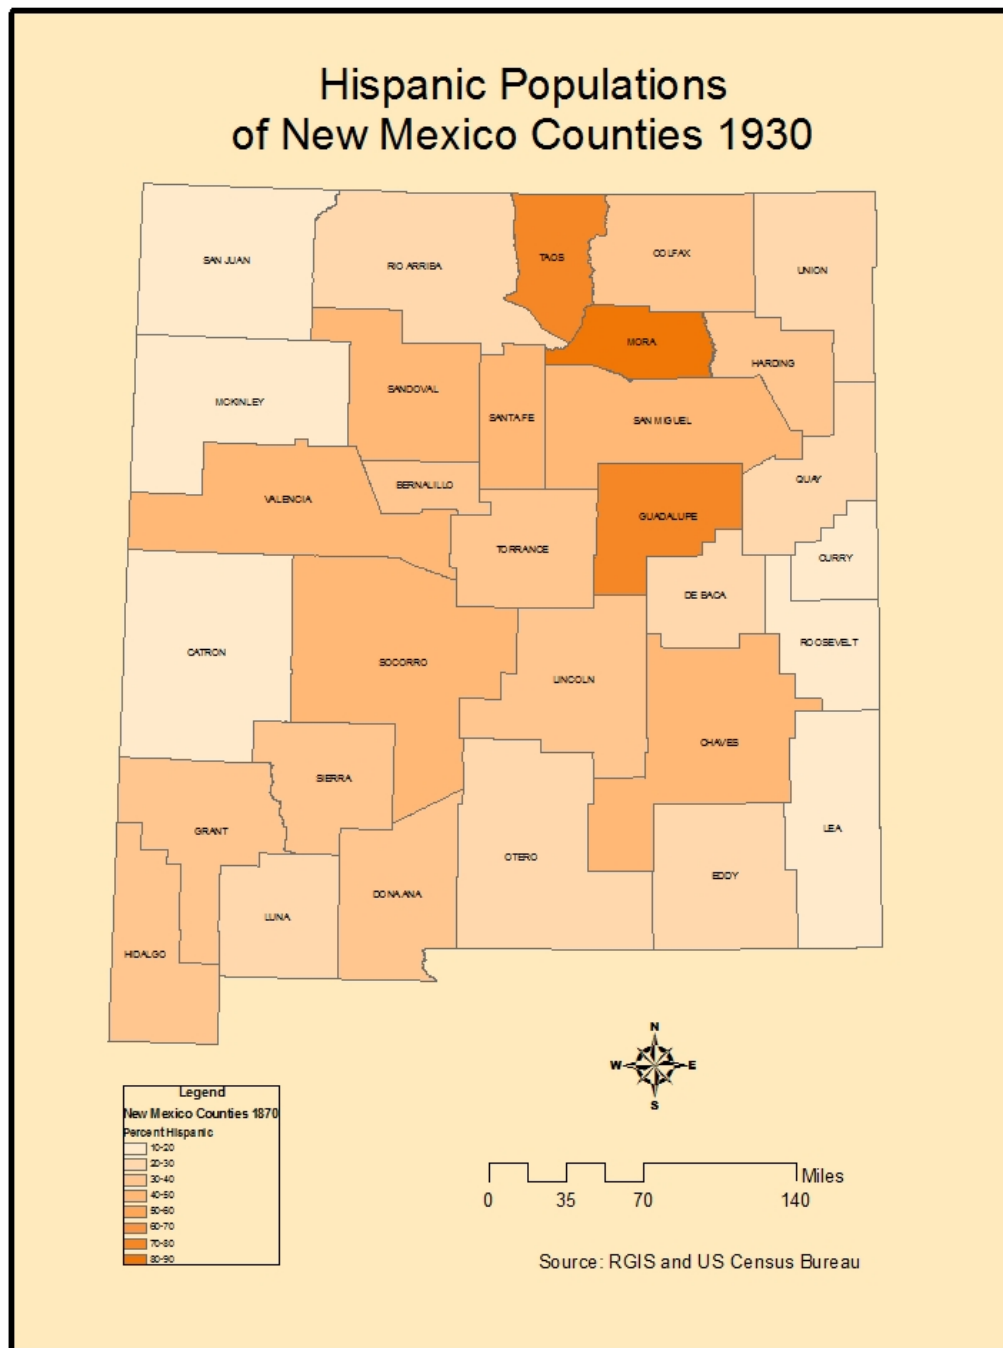 Hispanic Populations
of New Mexico Counties 1930
SAN JUAN
RIO ARRIBA
TAOS
COLFAX
UNION
MORA
HARDING
MCKINLEY
SANDOVAL
SANTA FE
SAN MIGUEL
QUAY
VALENCIA
BERNALILLO
GUADALUPE
TORRANCE
CURRY
DE BACA
ROOSEVELT
CATRON
SOCORRO
LINCOLN
CHAVES
SIERRA
GRANT
LEA
OTERO
EDDY
DONA ANA
LUNA
HIDALGO
N
W E
S
Legend
New Mexico Counties 1870
Percent Hispanic
10-20
20-30
30-40
40-50
50-60
60-70
70-80
80-90
Miles
0 35 70 140
Source: RGIS and US Census Bureau